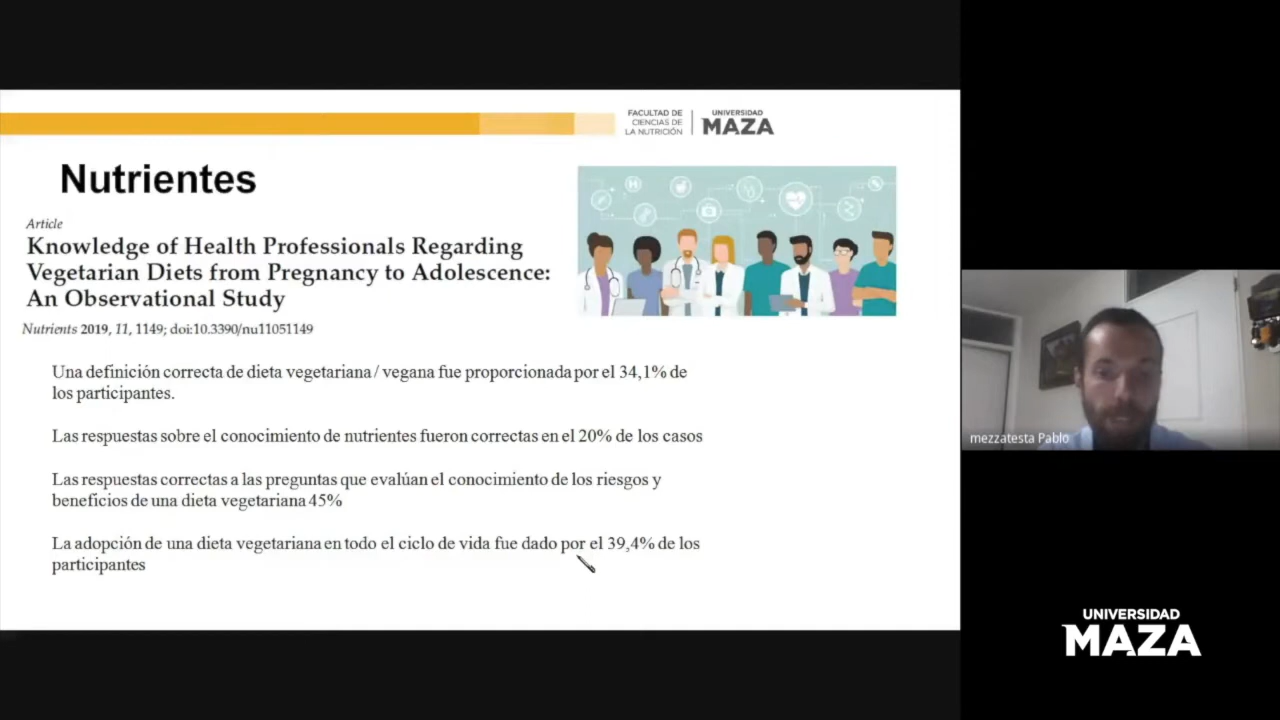 FACULTAD DE
CIENCIAS DE
LA NUTRICIÓN
UNIVERSIDAD
MAZA
Nutrientes
Article
Knowledge of Health Professionals Regarding
Vegetarian Diets from Pregnancy to Adolescence:
An Observational Study
Nutrients 2019, 11, 1149; doi:10.3390/nu11051149
Una definición correcta de dieta vegetariana / vegana fue proporcionada por el 34,1% de
los participantes.
Las respuestas sobre el conocimiento de nutrientes fueron correctas en el 20% de los casos
Las respuestas correctas a las preguntas que evalúan el conocimiento de los riesgos y
beneficios de una dieta vegetariana 45%
La adopción de una dieta vegetariana en todo el ciclo de vida fue dado por el 39,4% de los
participantes
mezzatesta Pablo
UNIVERSIDAD
MAZA